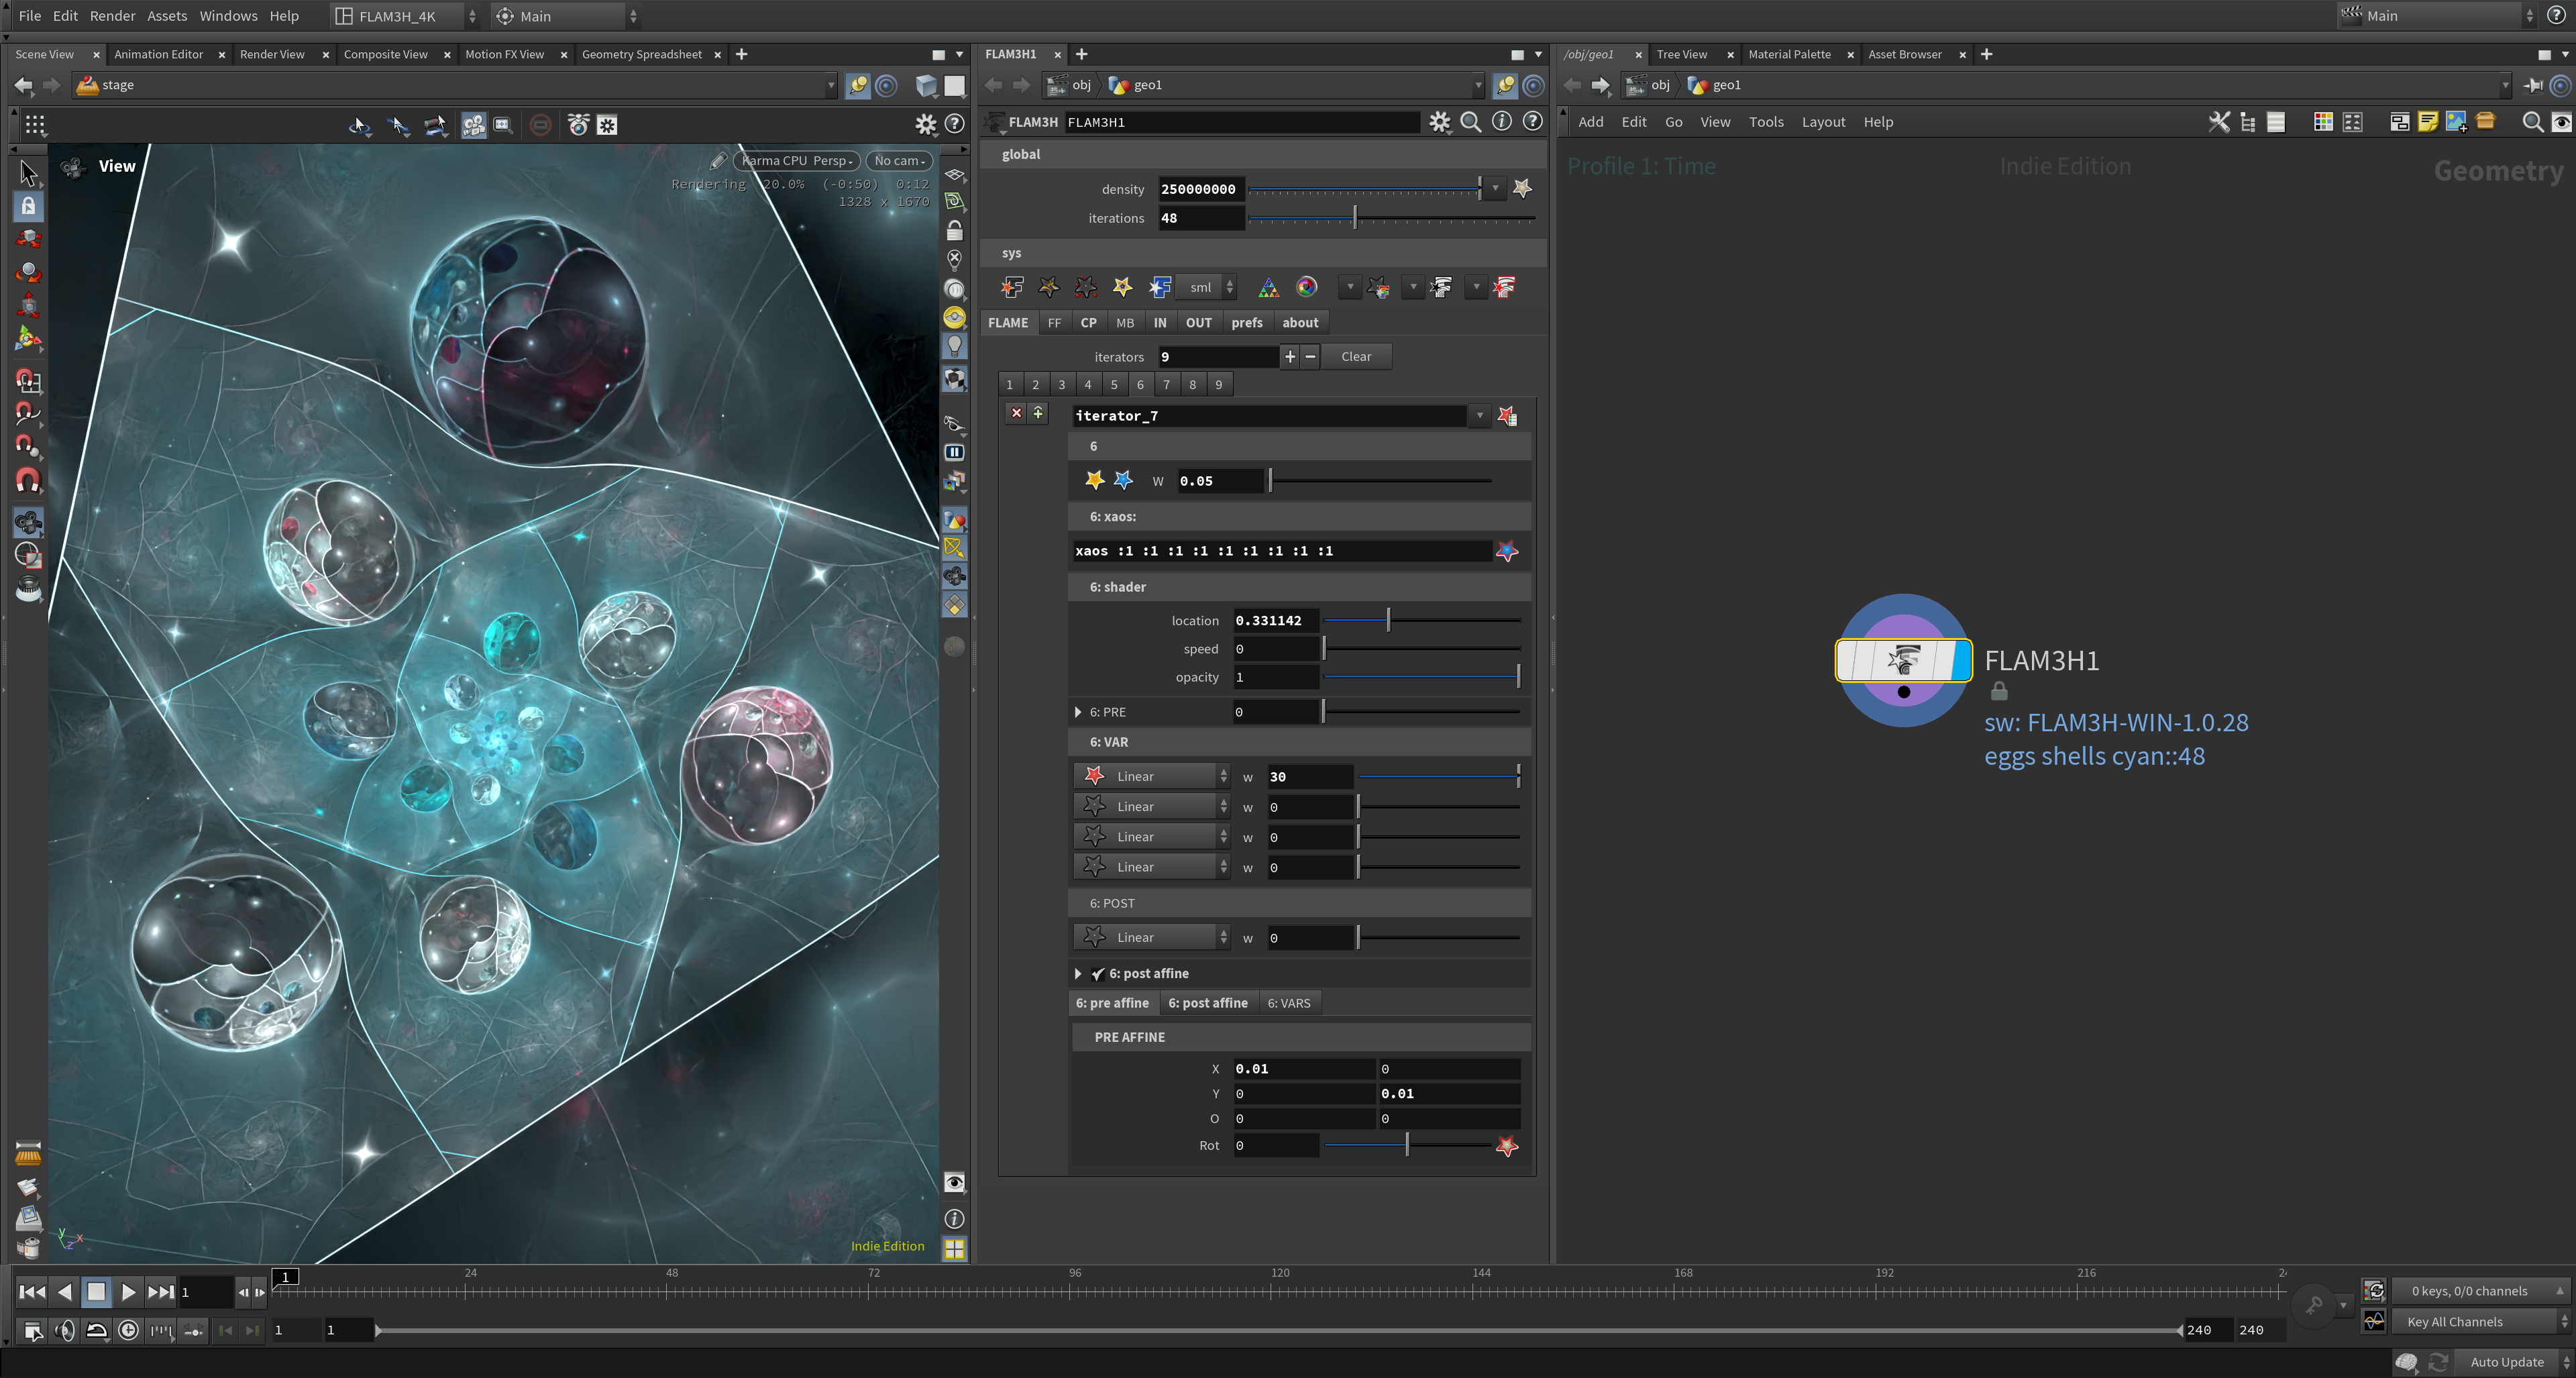 File Edit Render Assets Windows Help FLAM3H_4K Main Main
Scene View Animation Editor Render View Composite View Motion FX View Geometry Spreadsheet
stage
View
Karma CPU Persp No cam
Rendering 20.0% (-0:50) 0:12
1328 x 1670
Indie Edition
FLAM3H1
obj geo1
FLAM3H FLAM3H1
global
density 250000000
iterations 48
sys
sml
FLAME FF CP MB IN OUT prefs about
iterators 9 Clear
1 2 3 4 5 6 7 8 9
iterator_7
6
W 0.05
6: xaos:
xaos :1 :1 :1 :1 :1 :1 :1 :1 :1
6: shader
location 0.331142
speed 0
opacity 1
6: PRE 0
6: VAR
Linear w 30
Linear w 0
Linear w 0
Linear w 0
6: POST
Linear w 0
6: post affine
6: pre affine 6: post affine 6: VARS
PRE AFFINE
X 0.01 0
Y 0 0.01
O 0 0
Rot 0
/obj/geo1 Tree View Material Palette Asset Browser
obj geo1
Add Edit Go View Tools Layout Help
Profile 1: Time Indie Edition Geometry
FLAM3H1
sw: FLAM3H-WIN-1.0.28
eggs shells cyan::48
1 24 48 72 96 120 144 168 192 216
1
1 1 240 240
0 keys, 0/0 channels
Key All Channels
Auto Update